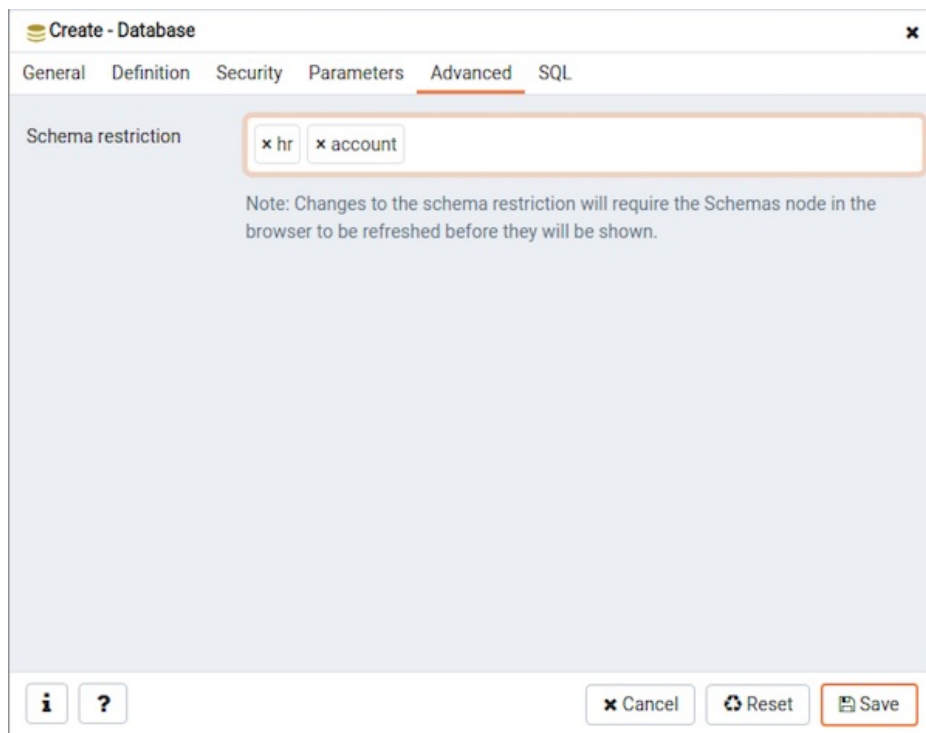 Create - Database
General Definition Security Parameters Advanced SQL
Schema restriction
× hr × account
Note: Changes to the schema restriction will require the Schemas node in the
browser to be refreshed before they will be shown.
i ? Cancel Reset Save